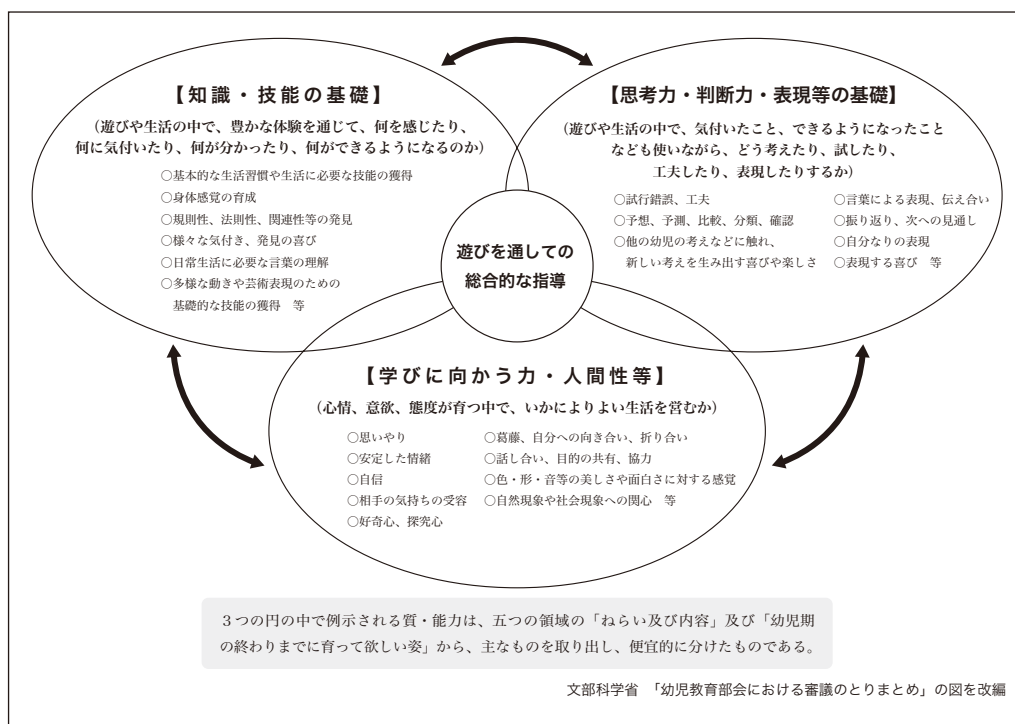 【知識・技能の基礎】
(遊びや生活の中で、豊かな体験を通じて、何を感じたり、
何に気付いたり、何が分かったり、何ができるようになるのか)
○基本的な生活習慣や生活に必要な技能の獲得
○身体感覚の育成
○規則性、法則性、関連性等の発見
○様々な気付き、発見の喜び
○日常生活に必要な言葉の理解
○多様な動きや芸術表現のための
基礎的な技能の獲得 等
【思考力・判断力・表現等の基礎】
(遊びや生活の中で、気付いたこと、できるようになったこと
なども使いながら、どう考えたり、試したり、
工夫したり、表現したりするか)
○試行錯誤、工夫
○予想、予測、比較、分類、確認
○他の幼児の考えなどに触れ、
新しい考えを生み出す喜びや楽しさ
○言葉による表現、伝え合い
○振り返り、次への見通し
○自分なりの表現
○表現する喜び 等
遊びを通しての
総合的な指導
【学びに向かう力・人間性等】
(心情、意欲、態度が育つ中で、いかによりよい生活を営むか)
○思いやり
○安定した情緒
○自信
○相手の気持ちの受容
○好奇心、探究心
○葛藤、自分への向き合い、折り合い
○話し合い、目的の共有、協力
○色・形・音等の美しさや面白さに対する感覚
○自然現象や社会現象への関心 等
3つの円の中で例示される質・能力は、五つの領域の「ねらい及び内容」及び「幼児期
の終わりまでに育って欲しい姿」から、主なものを取り出し、便宜的に分けたものである。
文部科学省 「幼児教育部会における審議のとりまとめ」の図を改編